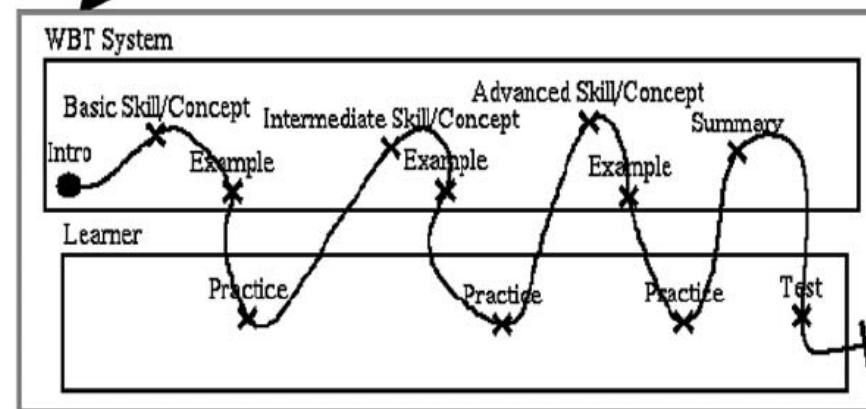 WBT System
Basic Skill/Concept
Intermediate Skill/Concept
Advanced Skill/Concept
Summary
Intro
Example
Example
Example
Learner
Practice
Practice
Practice
Test